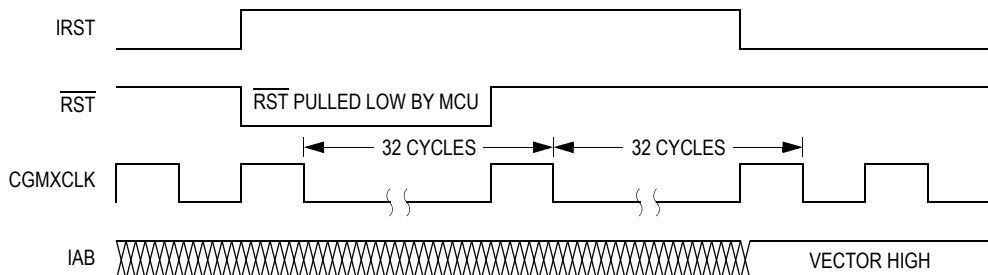 IRST
RST
RST PULLED LOW BY MCU
32 CYCLES
32 CYCLES
CGMXCLK
IAB
VECTOR HIGH